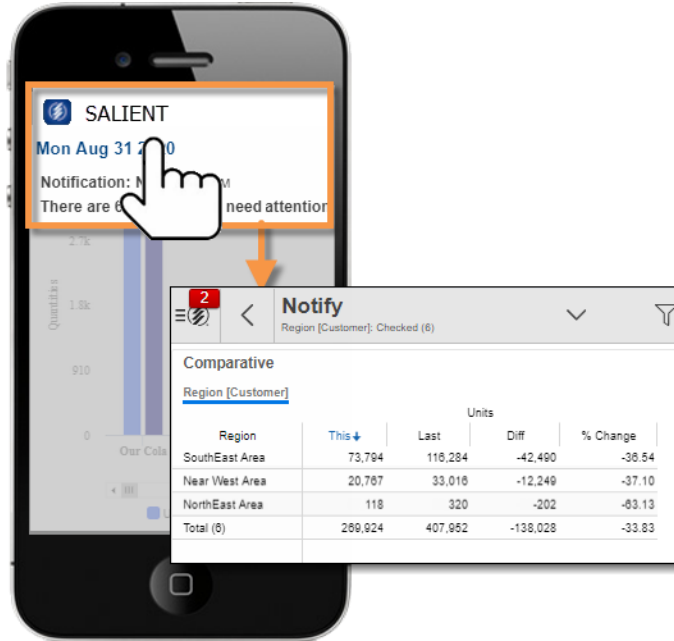 SALIENT
Mon Aug 31 2 0
Notification: N M
There are 6 need attention
2.7k
Quantities
1.8k
910
0
Our Cola
U
2
Notify
Region [Customer]: Checked (6)
Comparative
Region [Customer]
Units
Region This Last Diff % Change
SouthEast Area 73,794 116,284 -42,490 -36.54
Near West Area 20,767 33,016 -12,249 -37.10
NorthEast Area 118 320 -202 -63.13
Total (6) 269,924 407,952 -138,028 -33.83